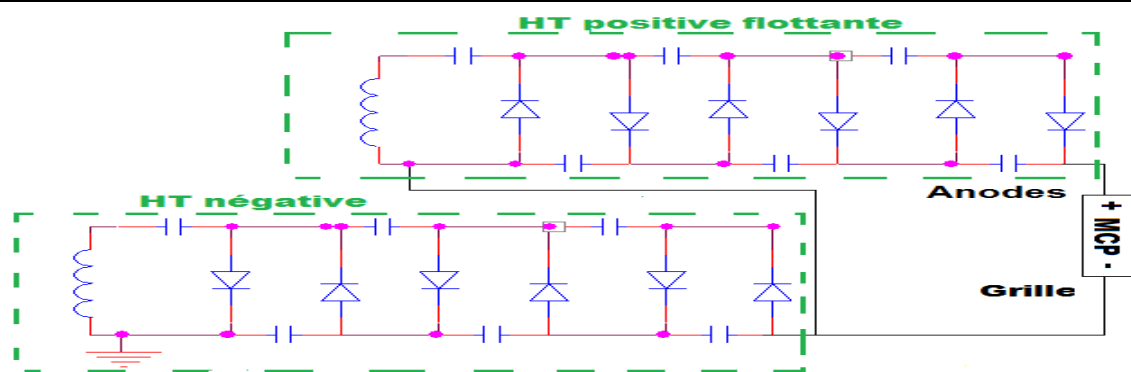 HT positive flottante
HT négative
Anodes
+ MCP -
Grille